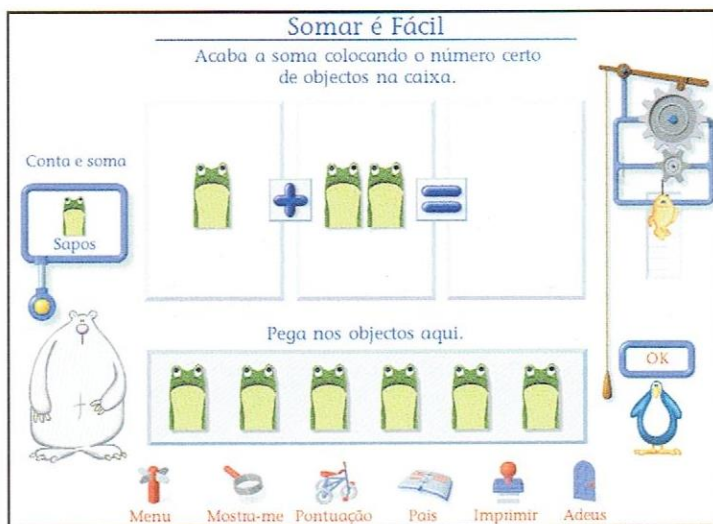 Somar é Fácil
Acaba a soma colocando o número certo
de objectos na caixa.
Conta e soma
Sapos
Pega nos objectos aqui.
OK
Menu
Mostra-me
Pontuação
Pais
Imprimir
Adeus